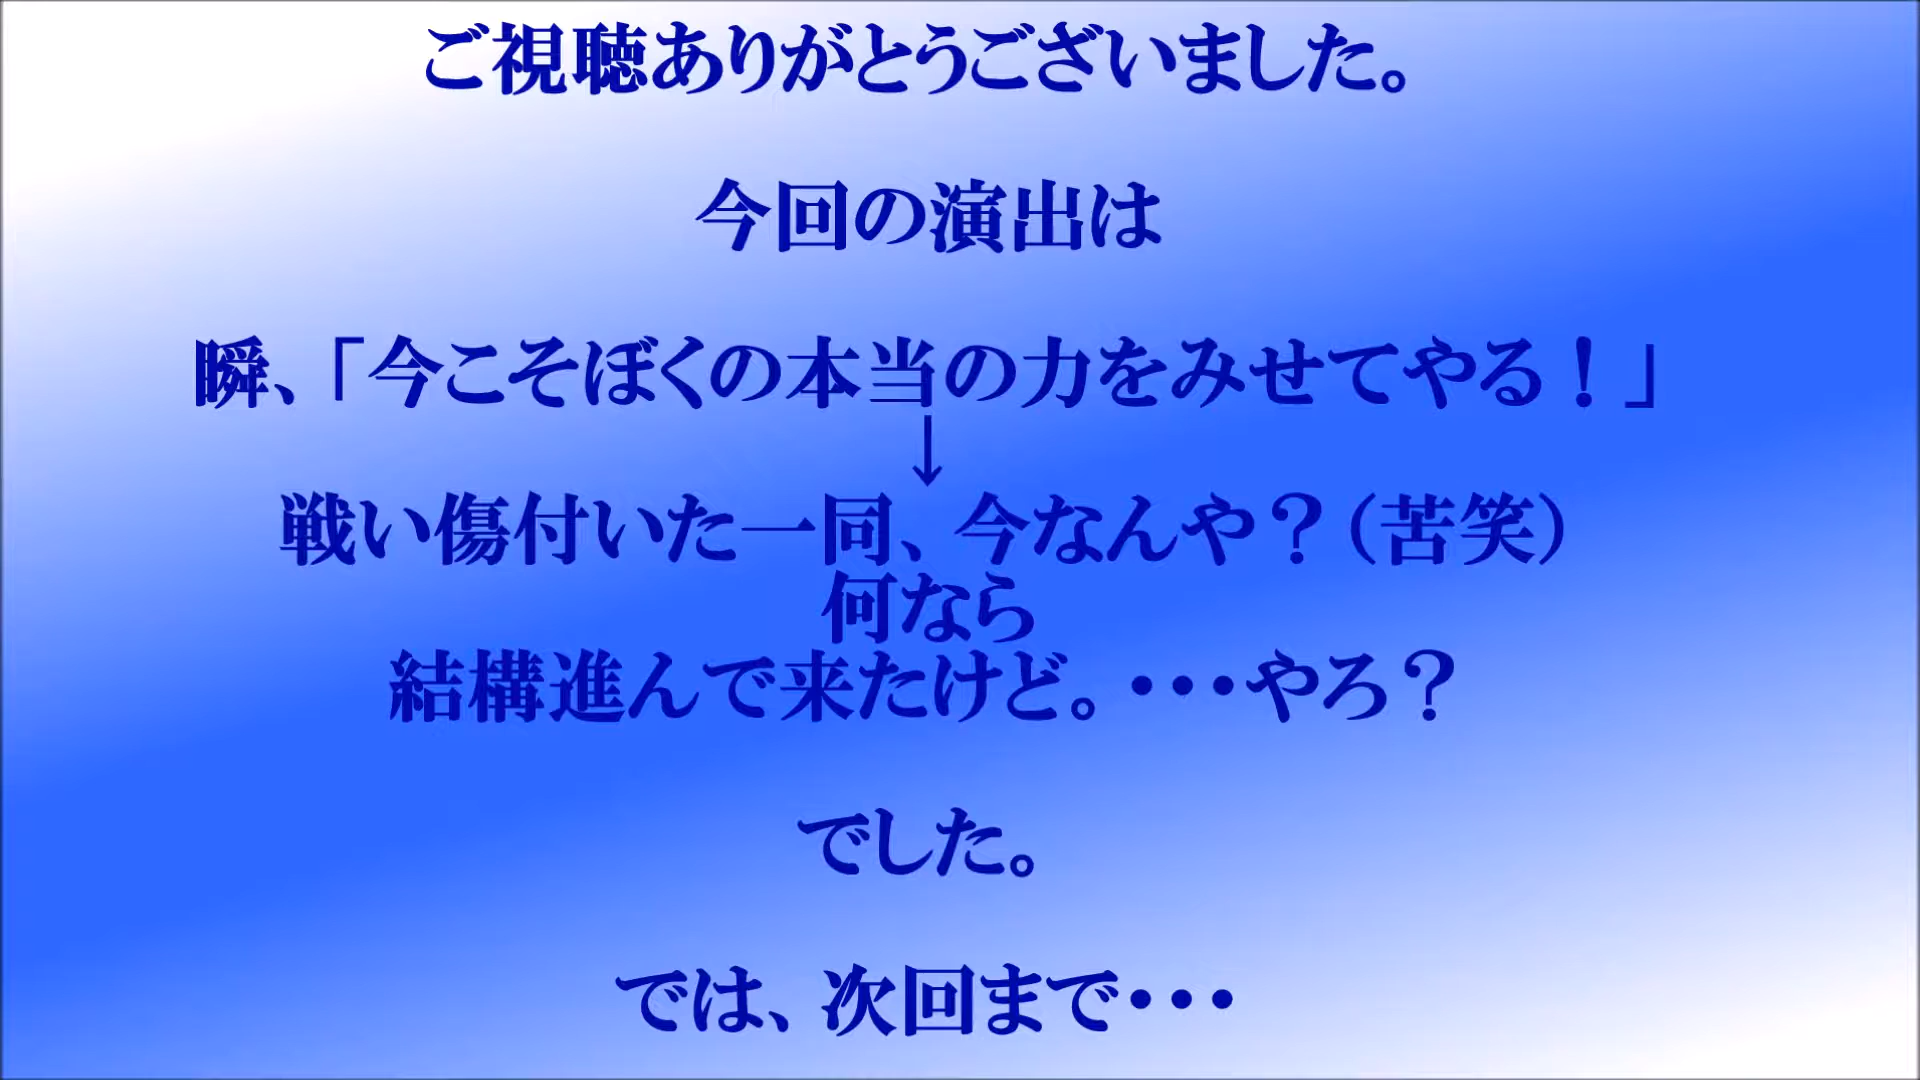 ご視聴ありがとうございました。
今回の演出は
瞬、「今こそぼくの本当の力をみせてやる！」
↓
戦い傷付いた一同、今なんや？（苦笑）
何なら
結構進んで来たけど。・・・やろ？
でした。
では、次回まで・・・